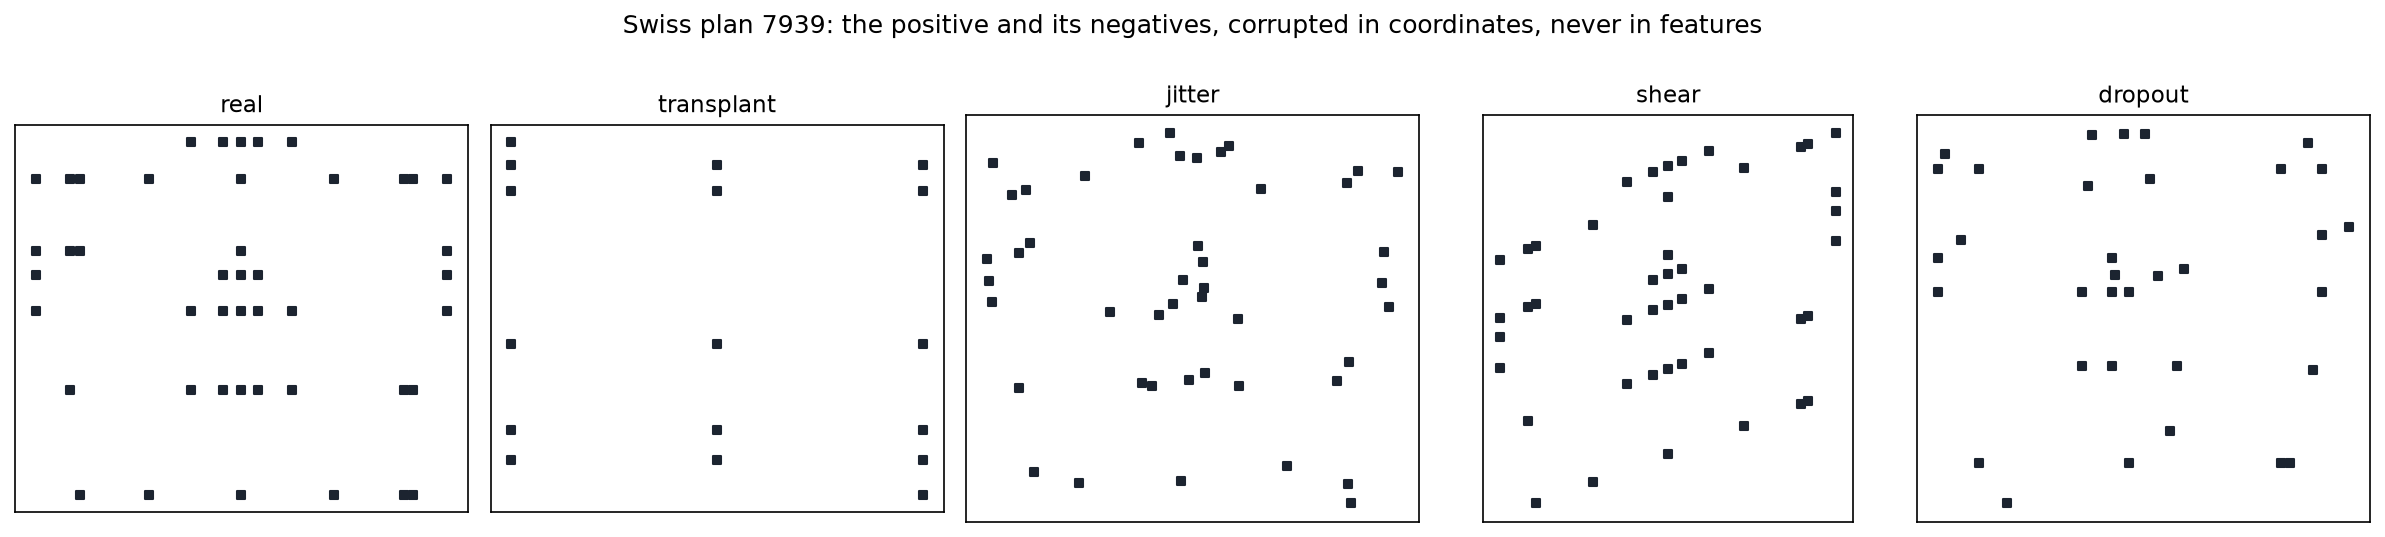 Swiss plan 7939: the positive and its negatives, corrupted in coordinates, never in features
real
transplant
jitter
shear
dropout